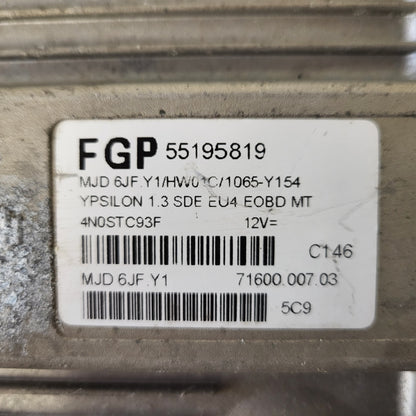 FGP 55195819
MJD 6JF.Y1/HW01C/1065-Y154
YPSILON 1.3 SDE EU4 EOBD MT
4N0STC93F 12V=
C146
MJD 6JF.Y1 71600.007.03
5C9